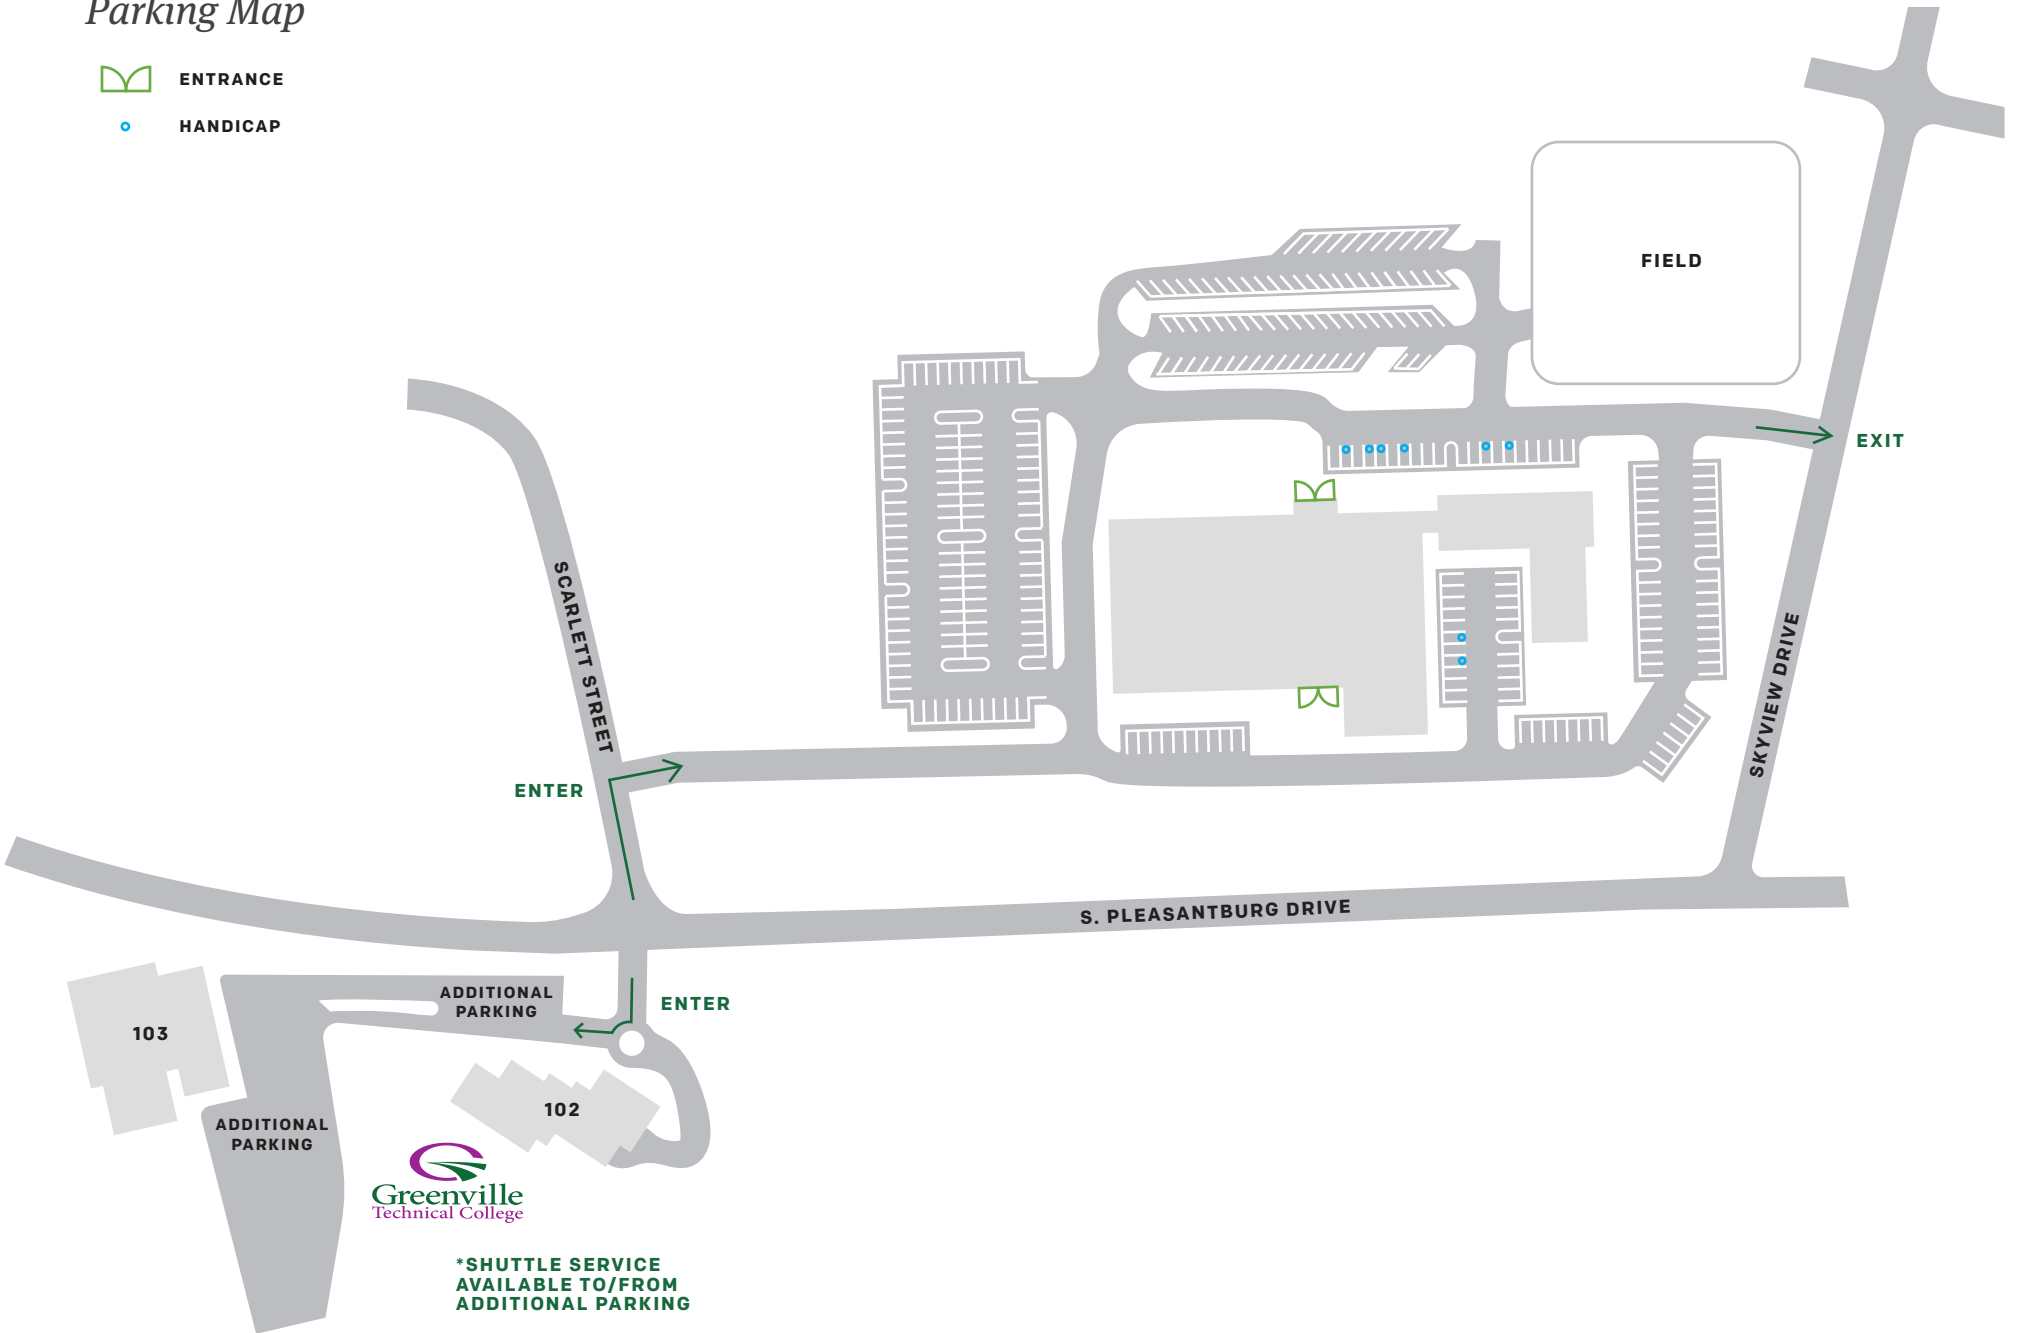 Parking Map
ENTRANCE
HANDICAP
FIELD
EXIT
SCARLETT STREET
SKYVIEW DRIVE
ENTER
S. PLEASANTBURG DRIVE
ADDITIONAL
PARKING
ENTER
103
102
ADDITIONAL
PARKING
Greenville
Technical College
*SHUTTLE SERVICE
AVAILABLE TO/FROM
ADDITIONAL PARKING